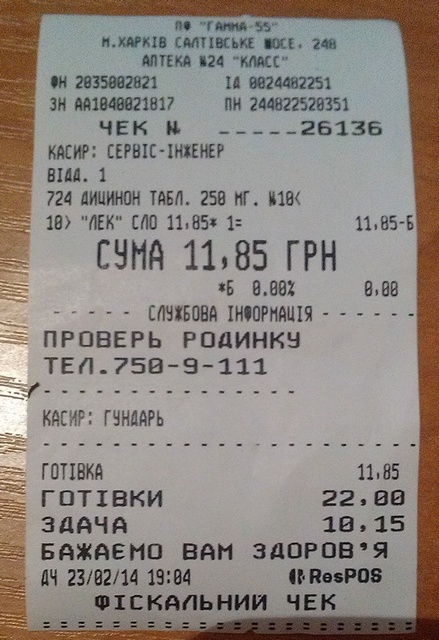 ПФ "ГАММА-55"
М.ХАРКІВ САЛТІВСЬКЕ ШОСЕ. 248
АПТЕКА №24 "КЛАСС"
ФН 2035002821 ІД 0024482251
ЗН АА1040021817 ПН 244822520351
ЧЕК № _____26136
КАСИР: СЕРВІС-ІНЖЕНЕР
ВІДД. 1
724 ДИЦИНОН ТАБЛ. 250 МГ. №10<
10> "ЛЕК" СЛО 11,85* 1= 11,85-Б
СУМА 11,85 ГРН
*Б 0.00% 0,00
- - - - - СЛУЖБОВА ІНФОРМАЦІЯ - - - - - -
ПРОВЕРЬ РОДИНКУ
ТЕЛ.750-9-111
КАСИР: ГУНДАРЬ
ГОТІВКА 11,85
ГОТІВКИ 22,00
ЗДАЧА 10,15
БАЖАЄМО ВАМ ЗДОРОВ'Я
ДЧ 23/02/14 19:04 ResPOS
ФІСКАЛЬНИЙ ЧЕК